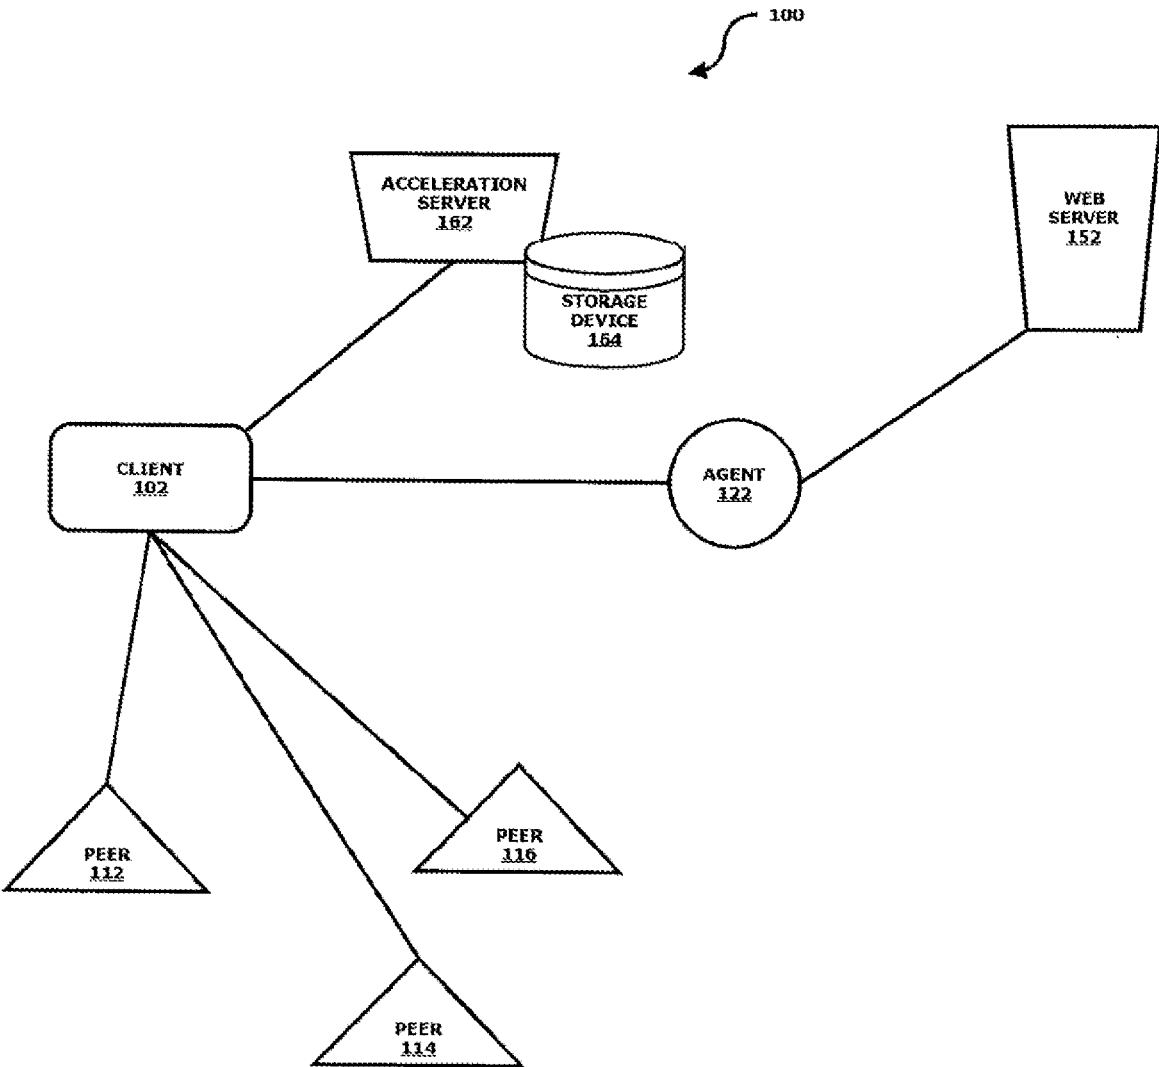 100
ACCELERATION
SERVER
162
WEB
SERVER
152
STORAGE
DEVICE
164
CLIENT
102
AGENT
122
PEER
116
PEER
112
PEER
114